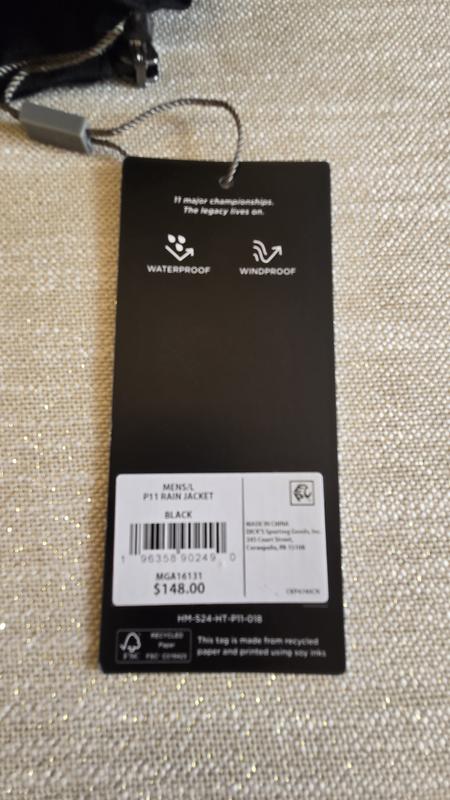 11 major championships.
The legacy lives on.
WATERPROOF
WINDPROOF
MENS/L
P11 RAIN JACKET
BLACK
1 96358 90249 0
MGA16131
$148.00
MADE IN CHINA
DICK'S Sporting Goods, Inc.
345 Court Street,
Coraopolis, PA 15108
HM-S24-HT-P11-018
FSC
RECYCLED
Paper
This tag is made from recycled
paper and printed using soy inks